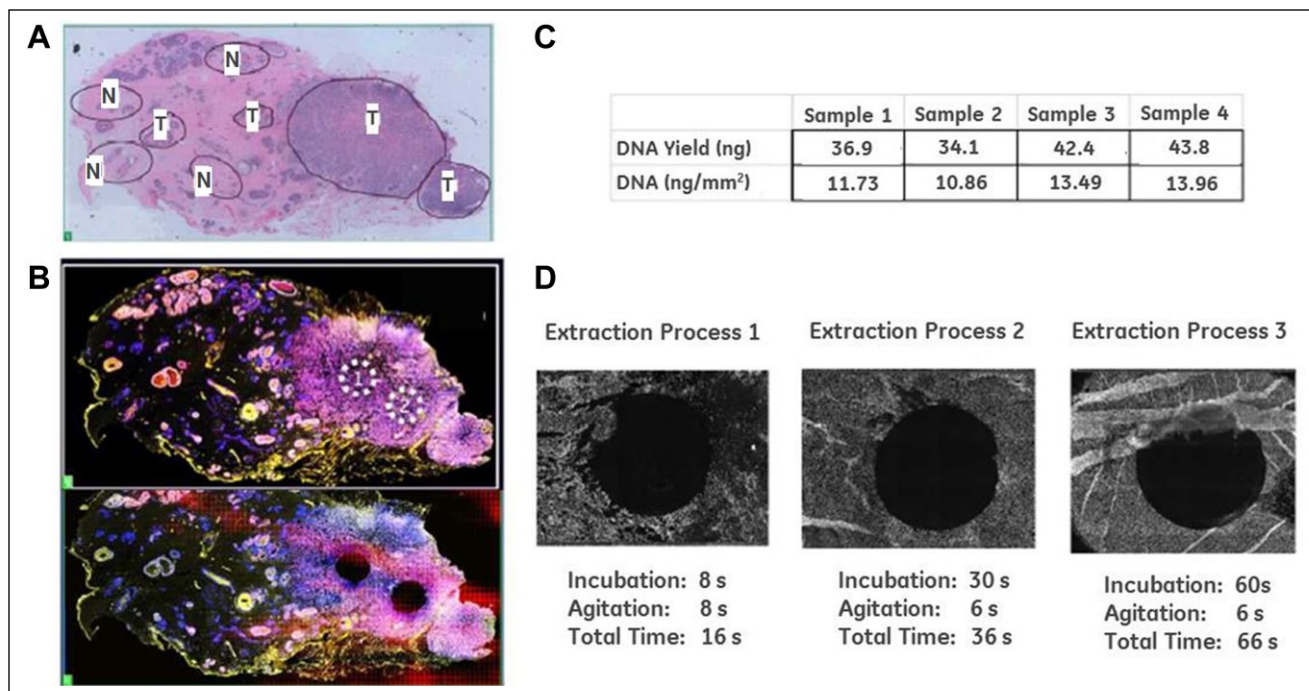 A
N
N
T
T
T
N
N
T
B
1
2
C
Sample 1 Sample 2 Sample 3 Sample 4
DNA Yield (ng) 36.9 34.1 42.4 43.8
DNA (ng/mm²) 11.73 10.86 13.49 13.96
D
Extraction Process 1 Extraction Process 2 Extraction Process 3
Incubation: 8 s
Agitation: 8 s
Total Time: 16 s
Incubation: 30 s
Agitation: 6 s
Total Time: 36 s
Incubation: 60s
Agitation: 6 s
Total Time: 66 s